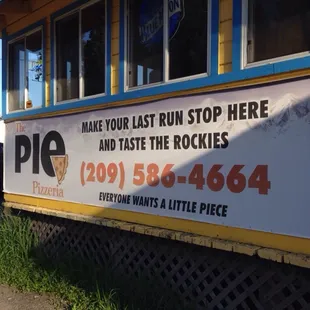 The
PIE
Pizzeria
MAKE YOUR LAST RUN STOP HERE
AND TASTE THE ROCKIES
(209) 586-4664
EVERYONE WANTS A LITTLE PIECE